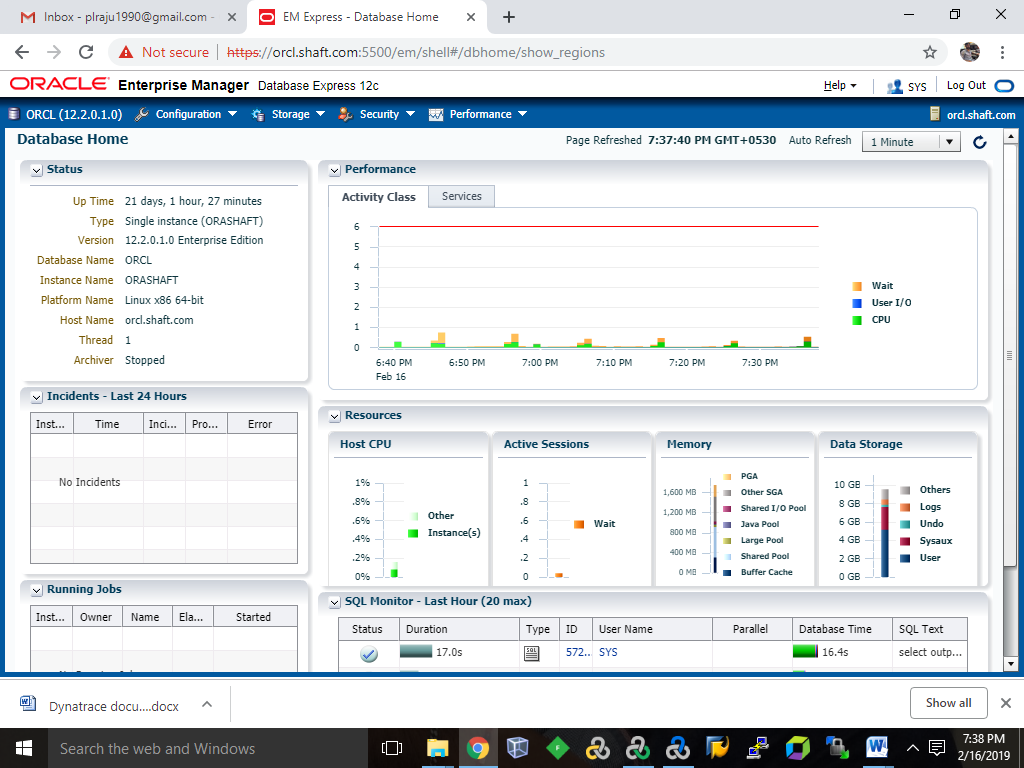 Inbox - plraju1990@gmail.com -
EM Express - Database Home
Not secure https://orcl.shaft.com:5500/em/shell#/dbhome/show_regions
ORACLE Enterprise Manager Database Express 12c
Help SYS Log Out
ORCL (12.2.0.1.0) Configuration Storage Security Performance orcl.shaft.com
Database Home
Page Refreshed 7:37:40 PM GMT+0530 Auto Refresh 1 Minute
Status
Up Time 21 days, 1 hour, 27 minutes
Type Single instance (ORASHAFT)
Version 12.2.0.1.0 Enterprise Edition
Database Name ORCL
Instance Name ORASHAFT
Platform Name Linux x86 64-bit
Host Name orcl.shaft.com
Thread 1
Archiver Stopped
Incidents - Last 24 Hours
Inst... Time Inci... Pro... Error
No Incidents
Running Jobs
Inst... Owner Name Ela... Started
Performance
Activity Class Services
6
5
4
3
2
1
0
6:40 PM 6:50 PM 7:00 PM 7:10 PM 7:20 PM 7:30 PM
Feb 16
Wait
User I/O
CPU
Resources
Host CPU
1%
.8%
.6%
.4%
.2%
0%
Other
Instance(s)
Active Sessions
1
.8
.6
.4
.2
0
Wait
Memory
1,600 MB
1,200 MB
800 MB
400 MB
0 MB
PGA
Other SGA
Shared I/O Pool
Java Pool
Large Pool
Shared Pool
Buffer Cache
Data Storage
10 GB
8 GB
6 GB
4 GB
2 GB
0 GB
Others
Logs
Undo
Sysaux
User
SQL Monitor - Last Hour (20 max)
Status Duration Type ID User Name Parallel Database Time SQL Text
17.0s SQL 572... SYS 16.4s select outp...
Dynatrace docu....docx
Show all
Search the web and Windows
7:38 PM
2/16/2019